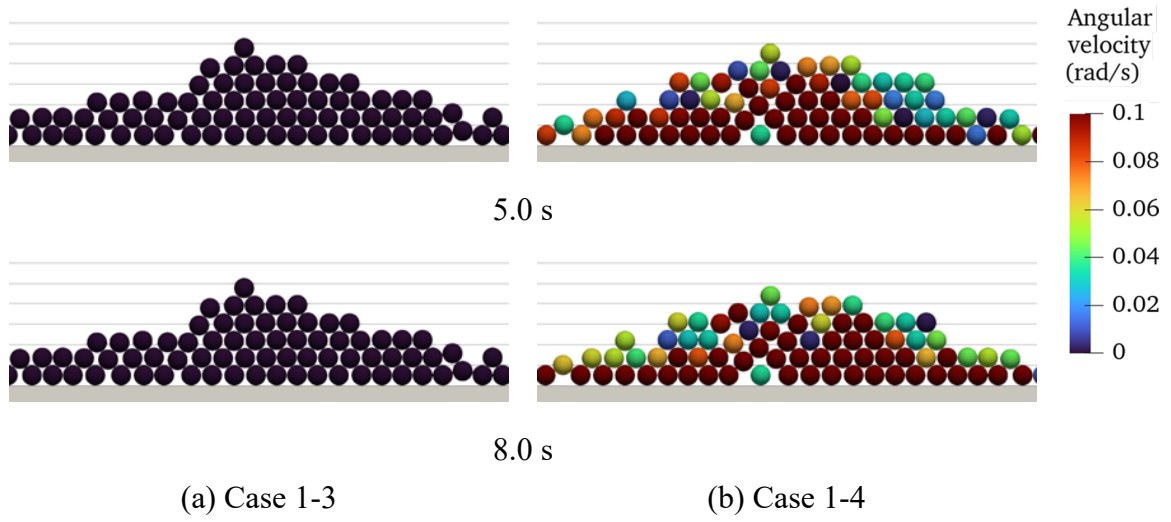 Angular
velocity
(rad/s)
0.1
0.08
0.06
0.04
0.02
0
5.0 s
8.0 s
(a) Case 1-3
(b) Case 1-4